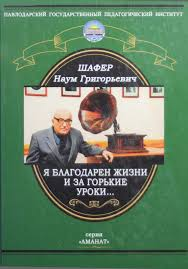 ПАВЛОДАРСКИЙ ГОСУДАРСТВЕННЫЙ ПЕДАГОГИЧЕСКИЙ ИНСТИТУТ
ШАФЕР
Наум Григорьевич
Я БЛАГОДАРЕН ЖИЗНИ
И ЗА ГОРЬКИЕ
УРОКИ...
серия
«АМАНАТ»